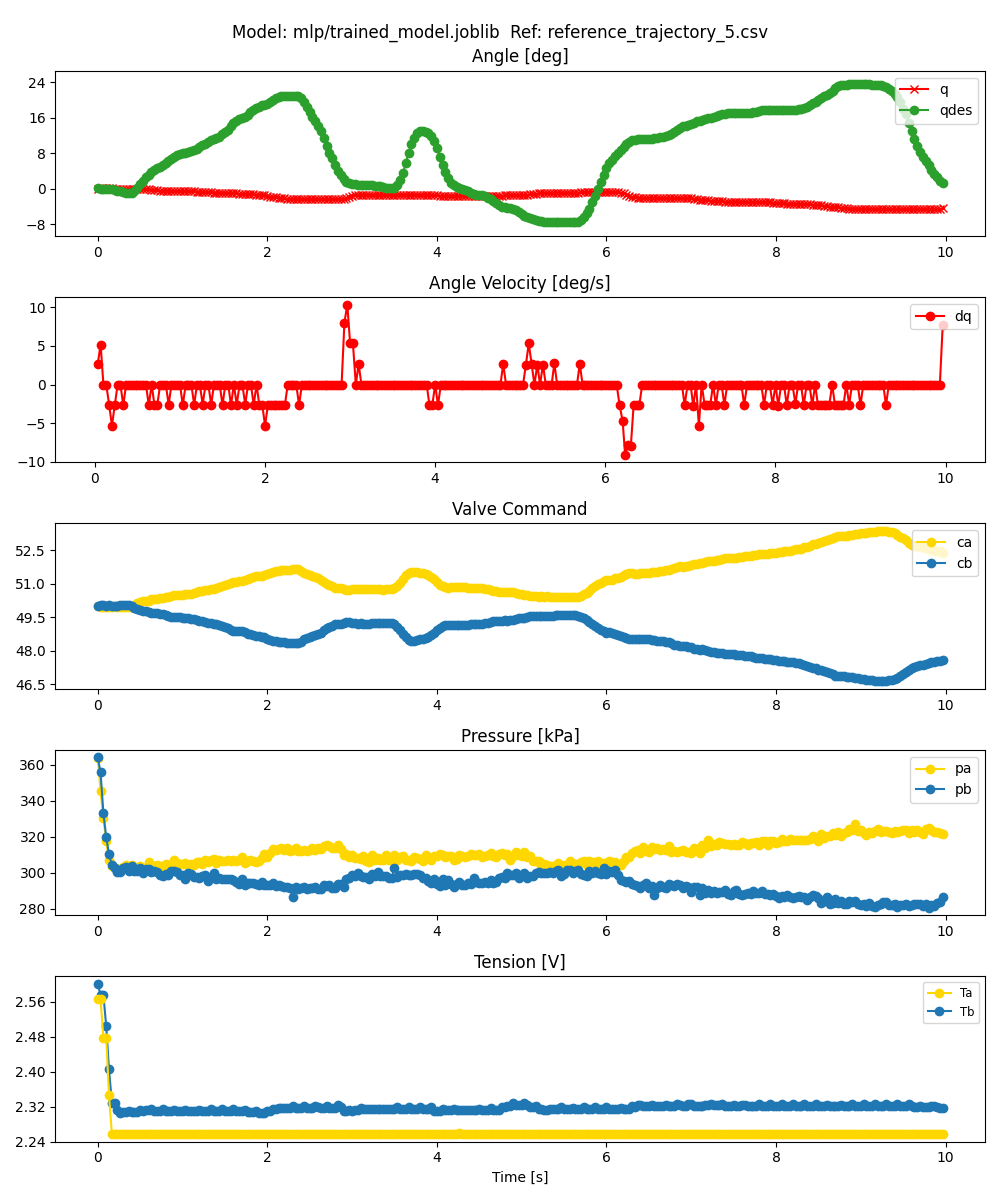 Model: mlp/trained_model.joblib  Ref: reference_trajectory_5.csv
Angle [deg]
24
16
8
0
−8
q
qdes
0 2 4 6 8 10
Angle Velocity [deg/s]
10
5
0
−5
−10
dq
0 2 4 6 8 10
Valve Command
52.5
51.0
49.5
48.0
46.5
ca
cb
0 2 4 6 8 10
Pressure [kPa]
360
340
320
300
280
pa
pb
0 2 4 6 8 10
Tension [V]
2.56
2.48
2.40
2.32
2.24
Ta
Tb
0 2 4 6 8 10
Time [s]